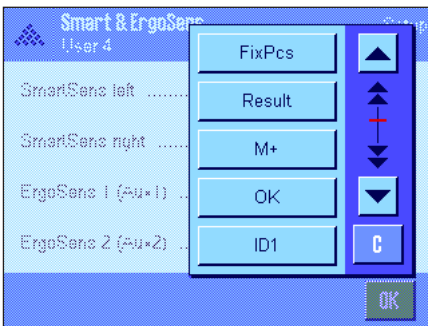 Smart & ErgoSens
Setup
User 4
SmartSens left ........
SmartSens right ......
ErgoSens 1 (Aux1) ..
ErgoSens 2 (Aux2) ..
FixPcs
Result
M+
OK
ID1
C
OK